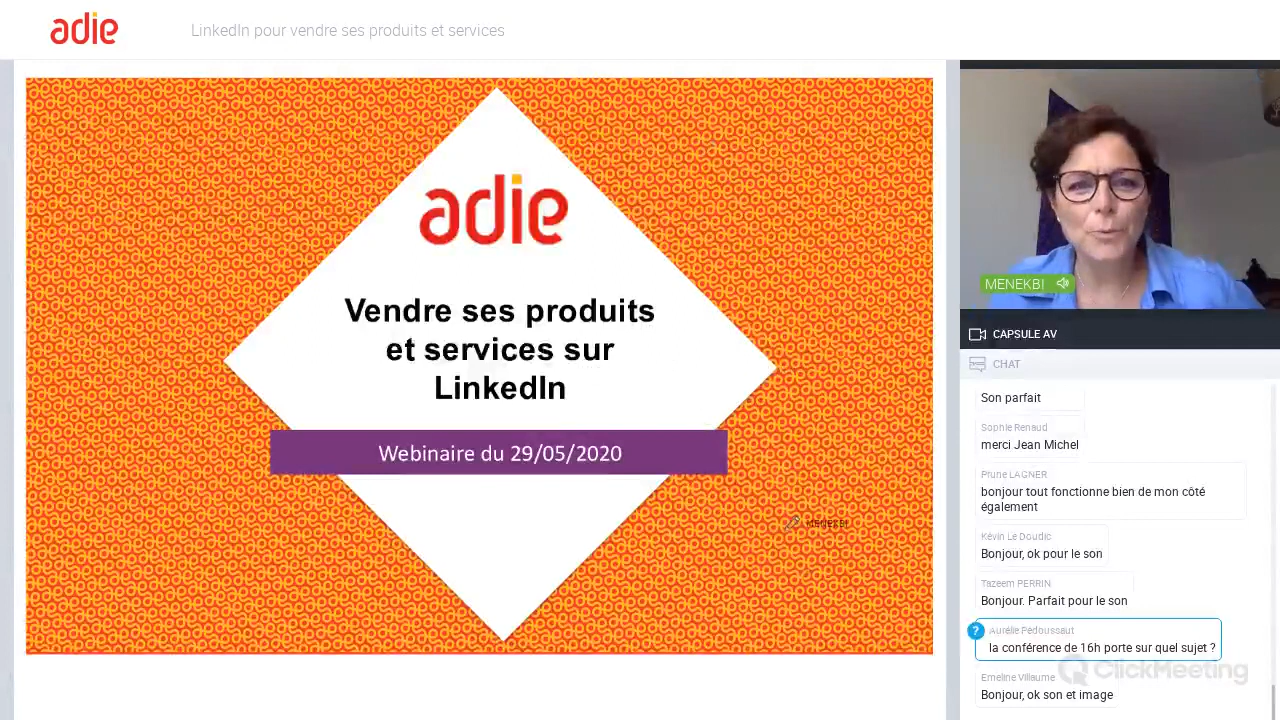 adie
LinkedIn pour vendre ses produits et services
adie
Vendre ses produits
et services sur
LinkedIn
Webinaire du 29/05/2020
MENEKBI
MENEKBI
CAPSULE AV
CHAT
Son parfait
Sophie Renaud
merci Jean Michel
Prune LAGNER
bonjour tout fonctionne bien de mon côté
également
Kévin Le Doudic
Bonjour, ok pour le son
Tazeem PERRIN
Bonjour. Parfait pour le son
?
Aurélie Pédoussaut
la conférence de 16h porte sur quel sujet ?
Emeline Villaume
Bonjour, ok son et image
ClickMeeting